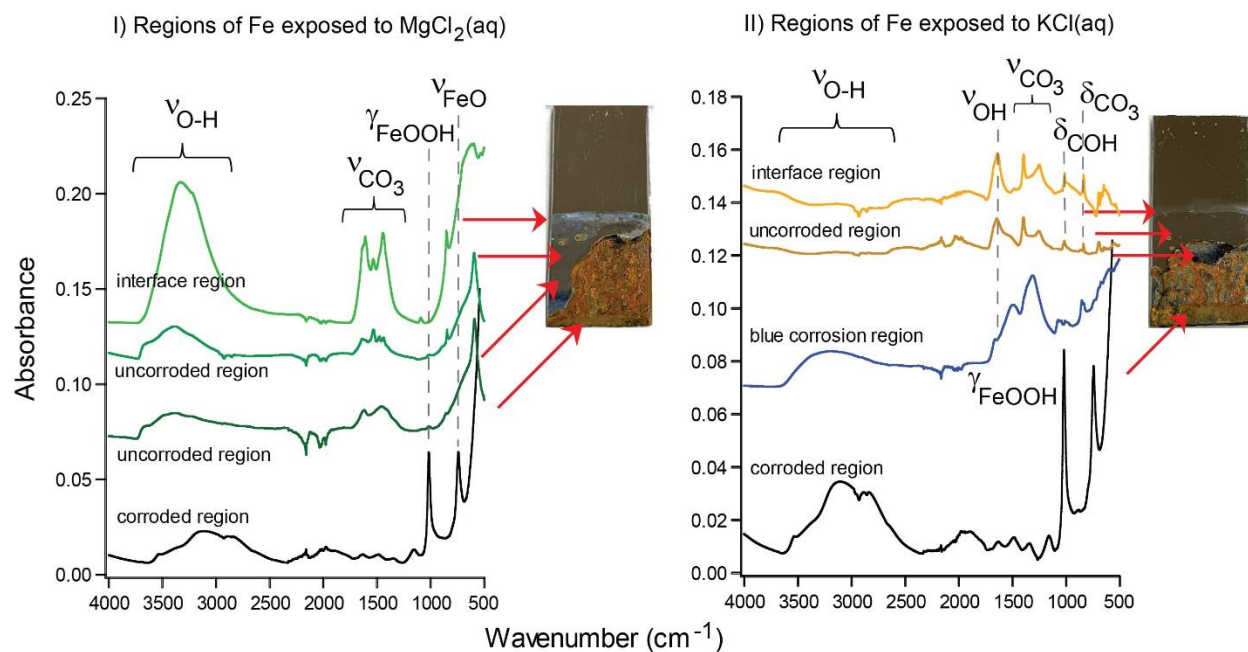 I) Regions of Fe exposed to MgCl₂(aq)
II) Regions of Fe exposed to KCl(aq)
Absorbance
0.25
0.20
0.15
0.10
0.05
0.00
νO-H
νCO₃
γFeOOH
νFeO
interface region
uncorroded region
uncorroded region
corroded region
4000 3500 3000 2500 2000 1500 1000 500
0.18
0.16
0.14
0.12
0.10
0.08
0.06
0.04
0.02
0.00
νO-H
νOH
νCO₃
δCOH
δCO₃
interface region
uncorroded region
blue corrosion region
γFeOOH
corroded region
4000 3500 3000 2500 2000 1500 1000 500
Wavenumber (cm⁻¹)